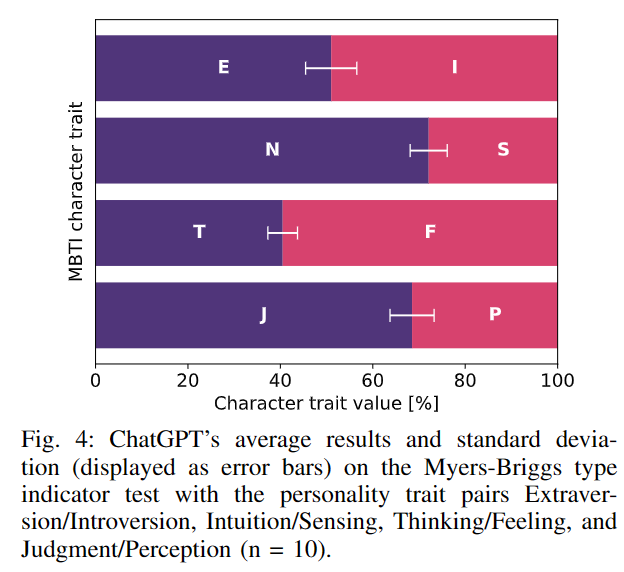 MBTI character trait
E I
N S
T F
J P
0 20 40 60 80 100
Character trait value [%]
Fig. 4: ChatGPT's average results and standard devia-
tion (displayed as error bars) on the Myers-Briggs type
indicator test with the personality trait pairs Extraver-
sion/Introversion, Intuition/Sensing, Thinking/Feeling, and
Judgment/Perception (n = 10).